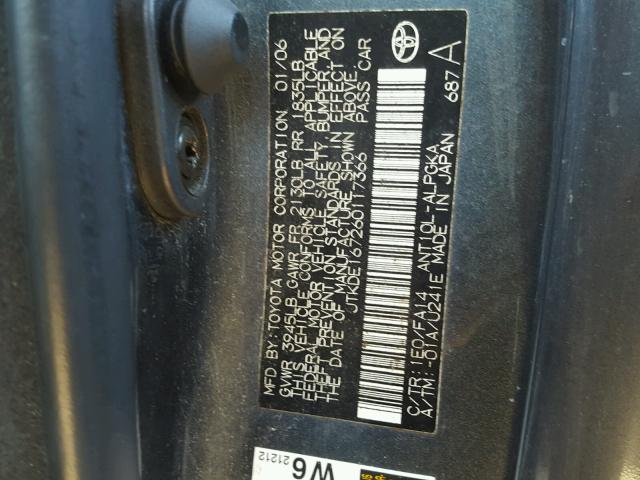 MFD.BY:TOYOTA MOTOR CORPORATION 01/06
GVWR 3945LB GAWR FR 2130LB RR 1835LB
THIS VEHICLE CONFORMS TO ALL APPLICABLE
FEDERAL MOTOR VEHICLE SAFETY, BUMPER, AND
THEFT PREVENTION STANDARDS IN EFFECT ON
THE DATE OF MANUFACTURE SHOWN ABOVE.
JTKDE167260117366 PASS CAR
C/TR:1E0/FA14 ANT10L-ALPGKA
A/TM:-01A/U241E MADE IN JAPAN 687 A
W6
21212